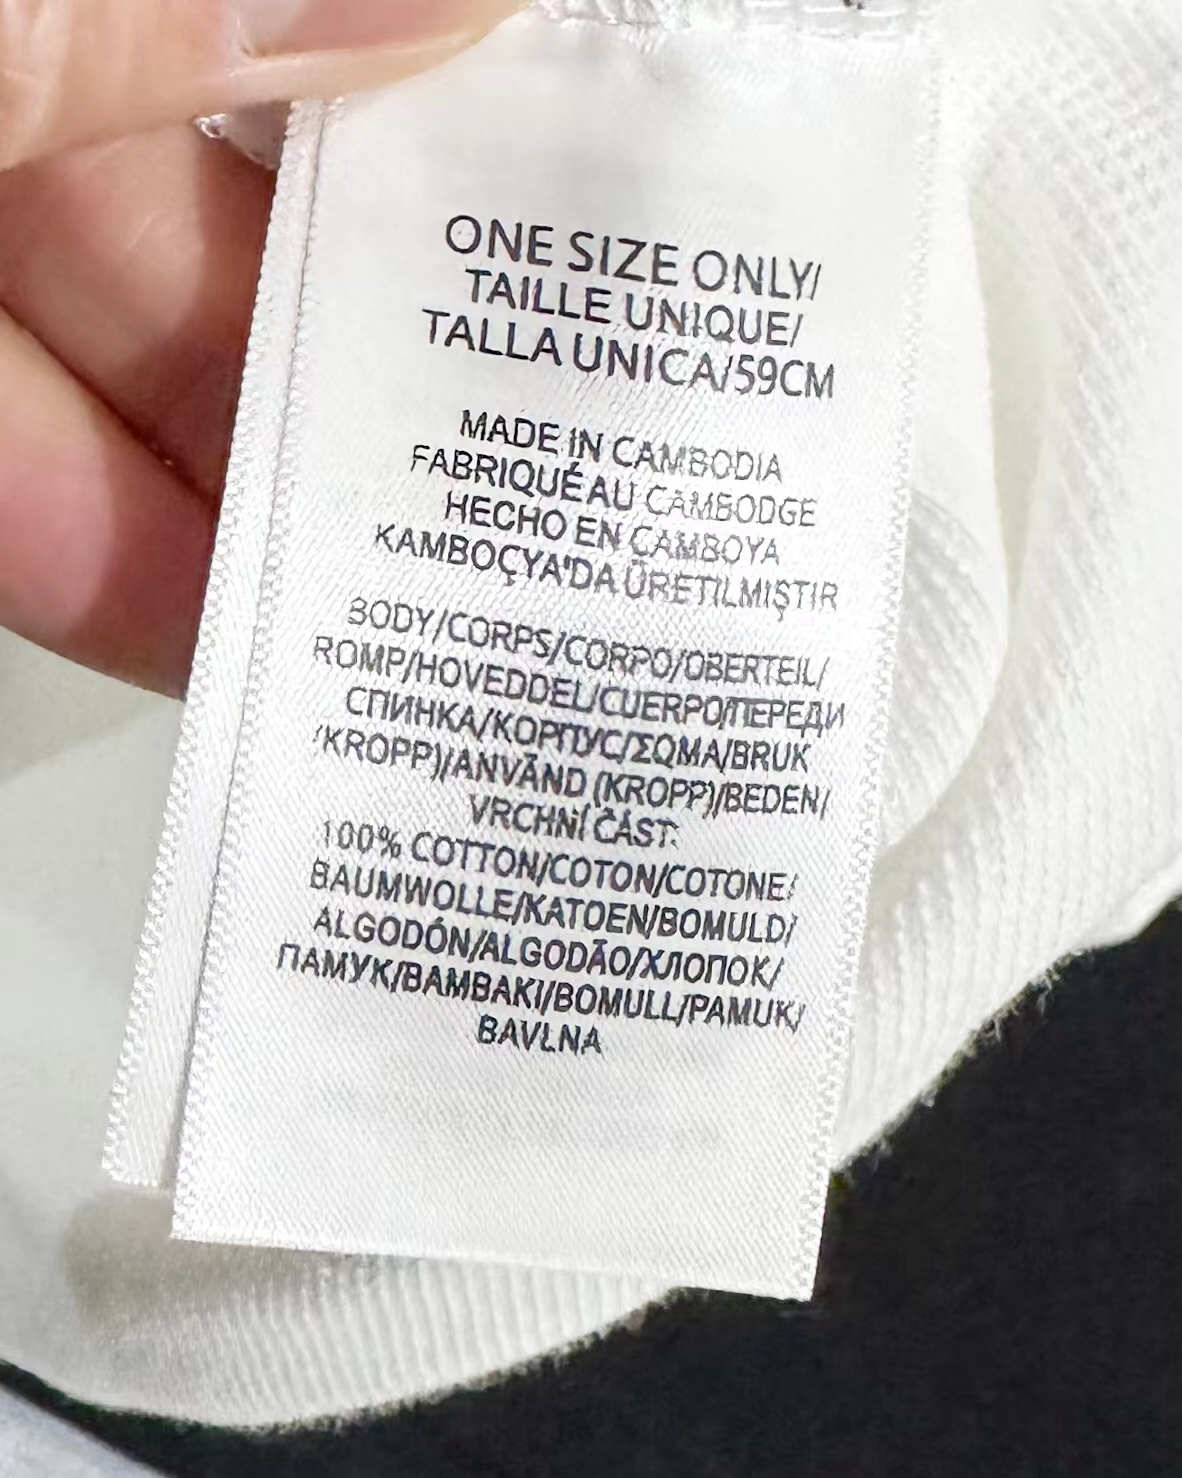 ONE SIZE ONLY/
TAILLE UNIQUE/
TALLA UNICA/59CM
MADE IN CAMBODIA
FABRIQUÉ AU CAMBODGE
HECHO EN CAMBOYA
KAMBOÇYA'DA ÜRETILMIŞTIR
BODY/CORPS/CORPO/OBERTEIL/
ROMP/HOVEDDEL/CUERPO/ПЕРЕДИ
СПИНКА/КОРПУС/ΣΩΜΑ/BRUK
/KROPP)/ANVÄND (KROPP)/BEDEN/
VRCHNÍ ČÁST:
100% COTTON/COTON/COTONE/
BAUMWOLLE/KATOEN/BOMULD/
ALGODÓN/ALGODÃO/ХЛОПОК/
ПАМУК/BAMBAKI/BOMULL/PAMUK/
BAVLNA